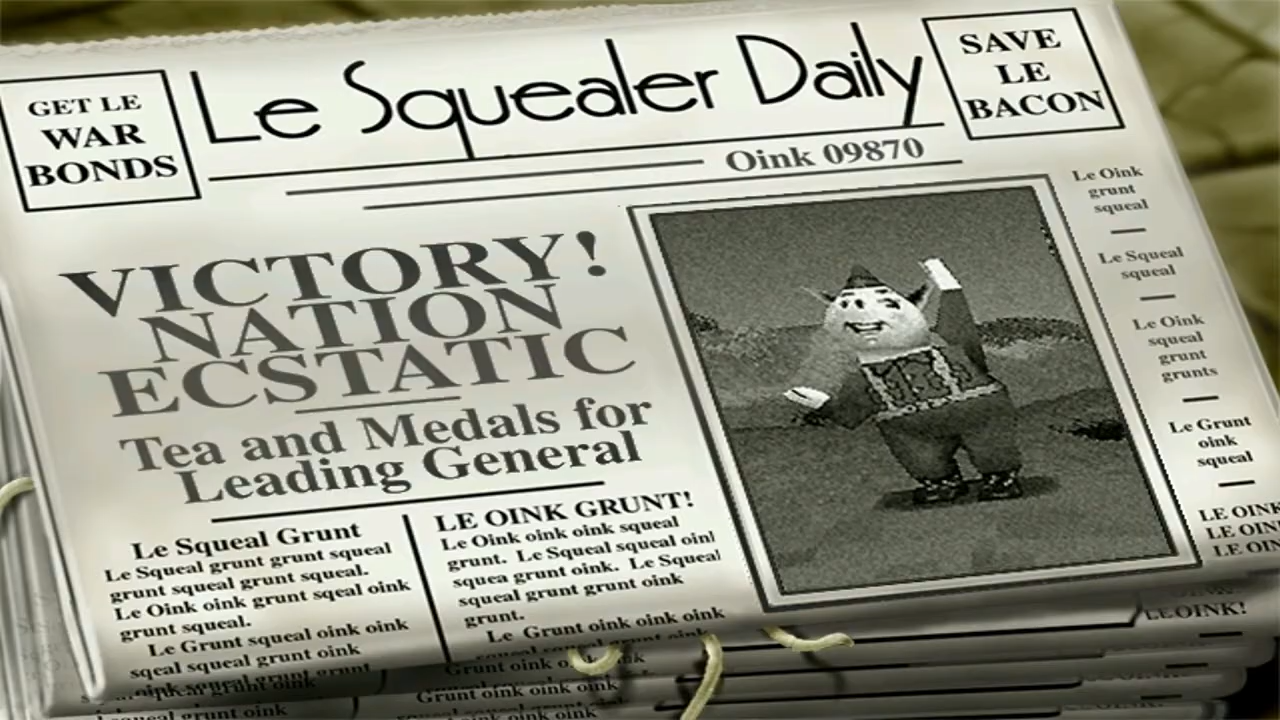 GET LE
WAR
BONDS
Le Squealer Daily
SAVE
LE
BACON
Oink 09870
VICTORY!
NATION
ECSTATIC
Tea and Medals for
Leading General
Le Squeal Grunt
Le Squeal grunt grunt squeal
grunt squeal grunt squeal.
Le Oink oink grunt squeal oink
grunt squeal.
Le Grunt squeal oink oink
sqeal squeal grunt oink
LE OINK GRUNT!
Le Oink oink oink squeal
grunt. Le Squeal squeal oin
squea grunt oink. Le Squeal
squeal grunt grunt oink
grunt.
Le Grunt oink oink oink
Le Oink
grunt
squeal
Le Squeal
squeal
Le Oink
squeal
grunt
grunts
Le Grunt
oink
squeal
LE OINK
LE OIN
LE OIN
LE OINK!
Grunt oink oink oink
grunt oink